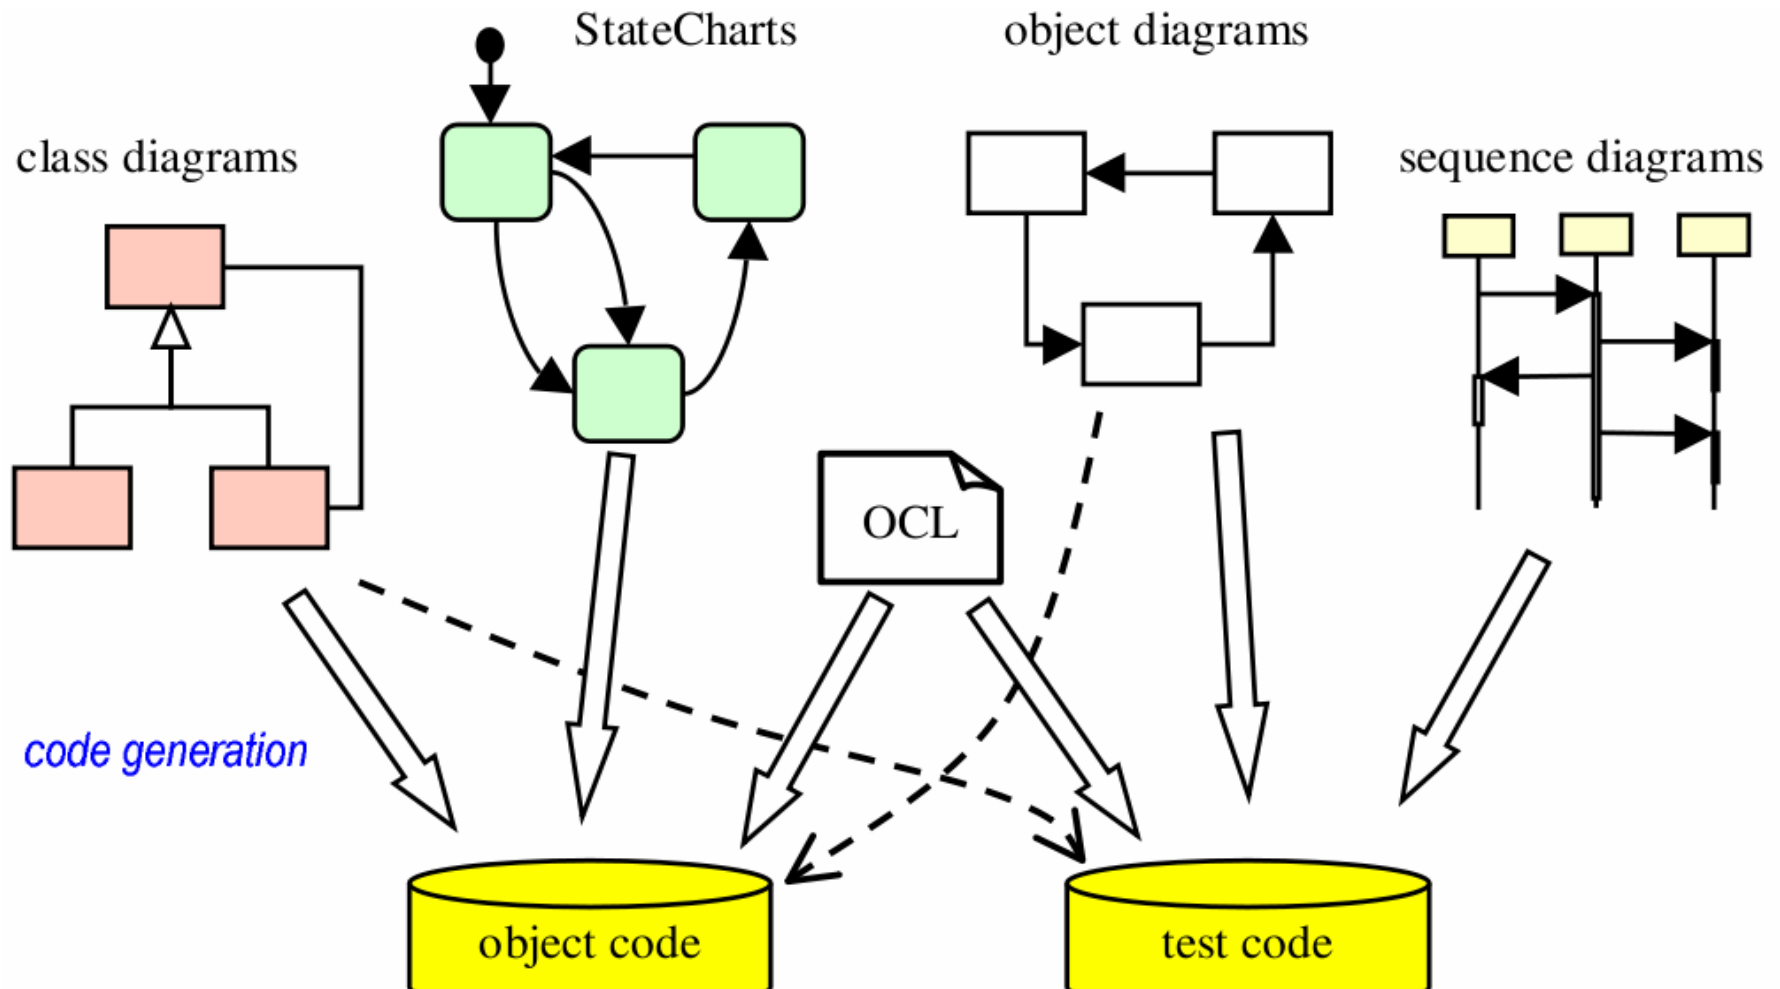 StateCharts
object diagrams
class diagrams
sequence diagrams
OCL
code generation
object code
test code